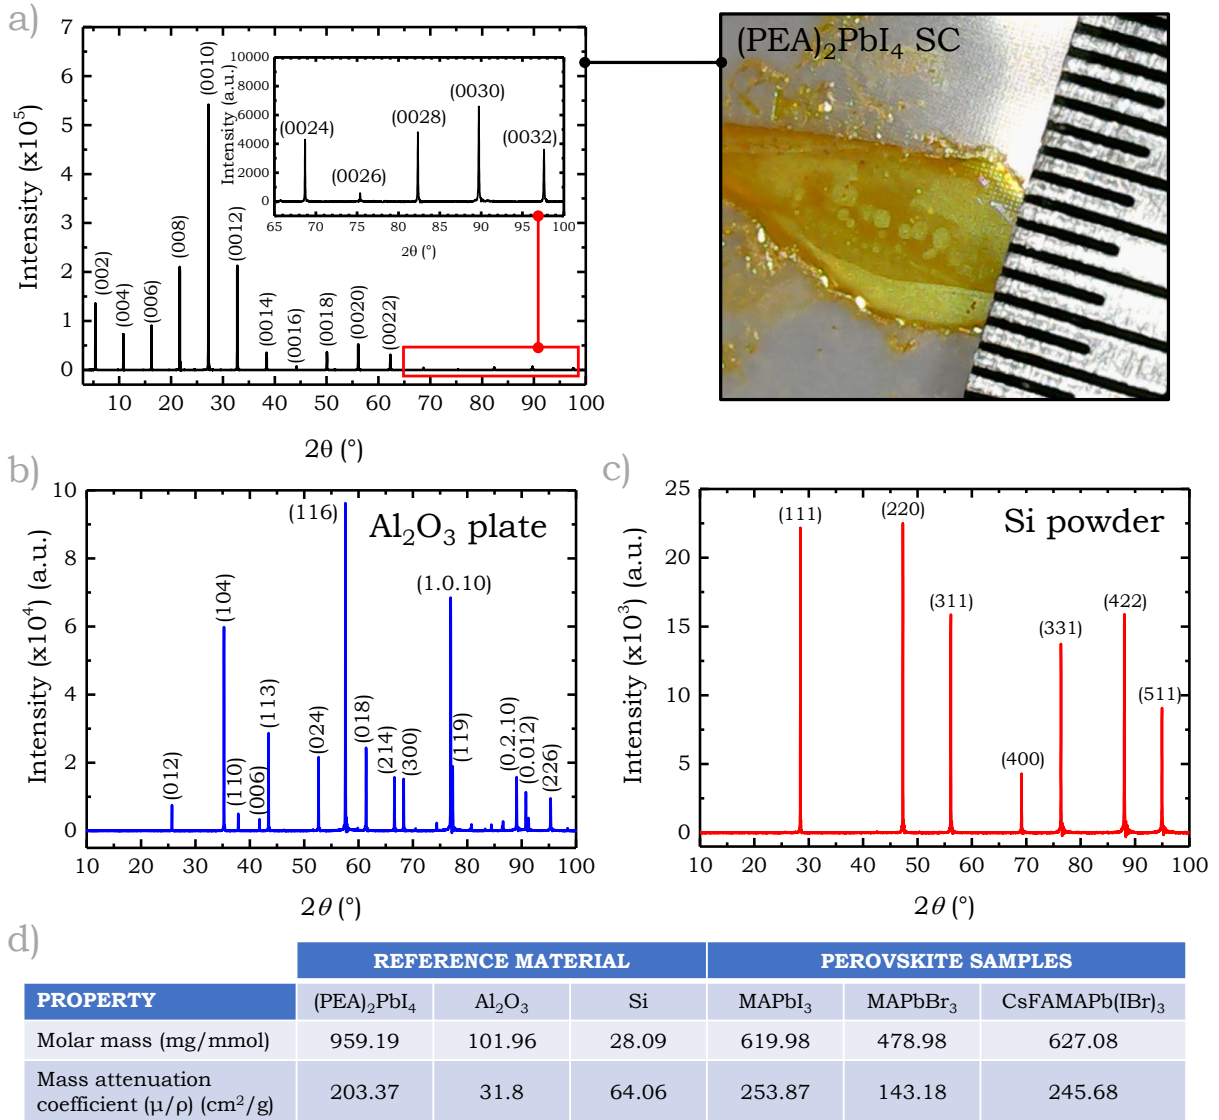 a)
7
6
5
4
3
2
1
0
Intensity (x10⁵)
(002)
(004)
(006)
(008)
(0010)
(0012)
(0014)
(0016)
(0018)
(0020)
(0022)
10 20 30 40 50 60 70 80 90 100
2θ (°)
10000
8000
6000
4000
2000
0
Intensity (a.u.)
(0024)
(0026)
(0028)
(0030)
(0032)
65 70 75 80 85 90 95 100
2θ (°)
(PEA)₂PbI₄ SC
b)
10
8
6
4
2
0
Intensity (x10⁴) (a.u.)
Al₂O₃ plate
(012)
(104)
(110)
(006)
(113)
(024)
(116)
(018)
(214)
(300)
(1.0.10)
(119)
(0.2.10)
(0.012)
(226)
10 20 30 40 50 60 70 80 90 100
2θ (°)
c)
25
20
15
10
5
0
Intensity (x10³) (a.u.)
Si powder
(111)
(220)
(311)
(400)
(331)
(422)
(511)
10 20 30 40 50 60 70 80 90 100
2θ (°)
d)
REFERENCE MATERIAL PEROVSKITE SAMPLES
PROPERTY (PEA)₂PbI₄ Al₂O₃ Si MAPbI₃ MAPbBr₃ CsFAMAPb(IBr)₃
Molar mass (mg/mmol) 959.19 101.96 28.09 619.98 478.98 627.08
Mass attenuation
coefficient (μ/ρ) (cm²/g) 203.37 31.8 64.06 253.87 143.18 245.68